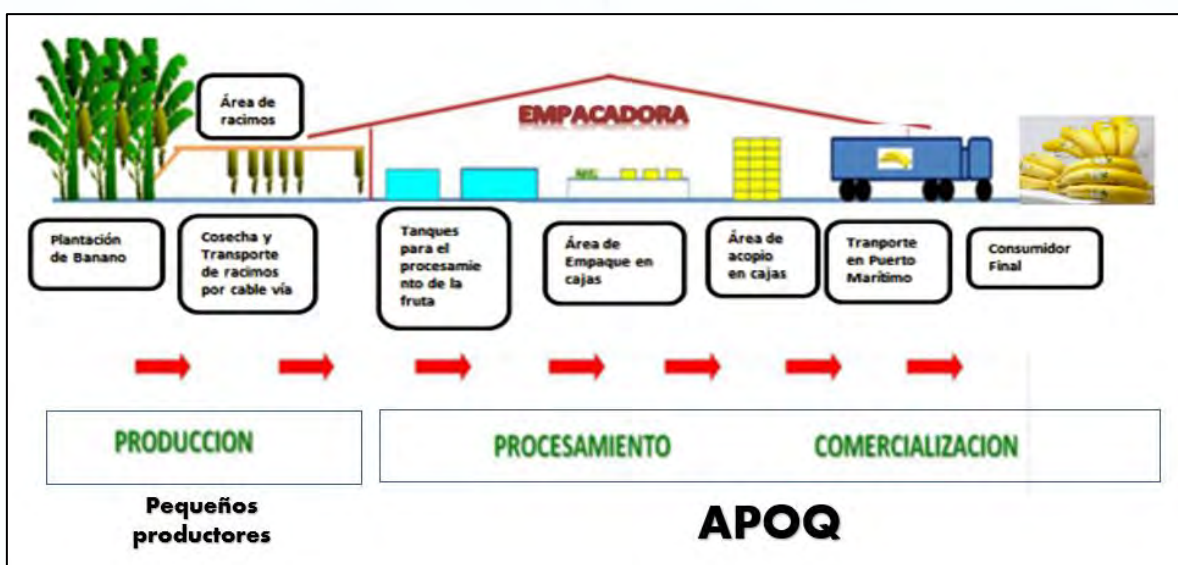 Área de
racimos
EMPACADORA
Plantación
de Banano
Cosecha y
Transporte
de racimos
por cable vía
Tanques
para el
procesamie
nto de la
fruta
Área de
Empaque en
cajas
Área de
acopio
en cajas
Tranporte
en Puerto
Marítimo
Consumidor
Final
PRODUCCION
PROCESAMIENTO
COMERCIALIZACION
Pequeños
productores
APOQ